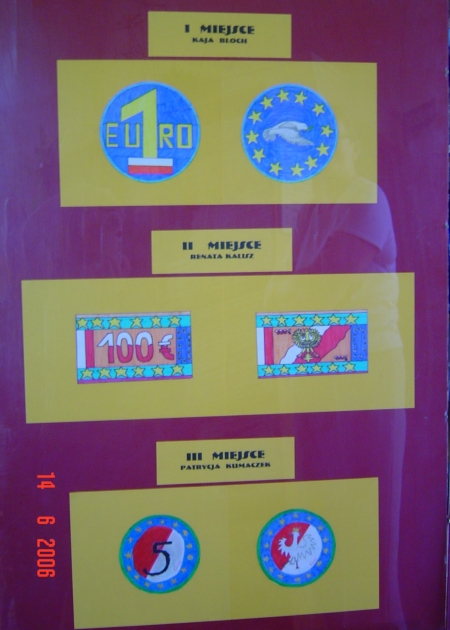 I MIEJSCE
KAJA BLOCH
EURO
1
II MIEJSCE
RENATA KALISZ
100€
III MIEJSCE
PATRYCJA KUMACZEK
5
14 6 2006